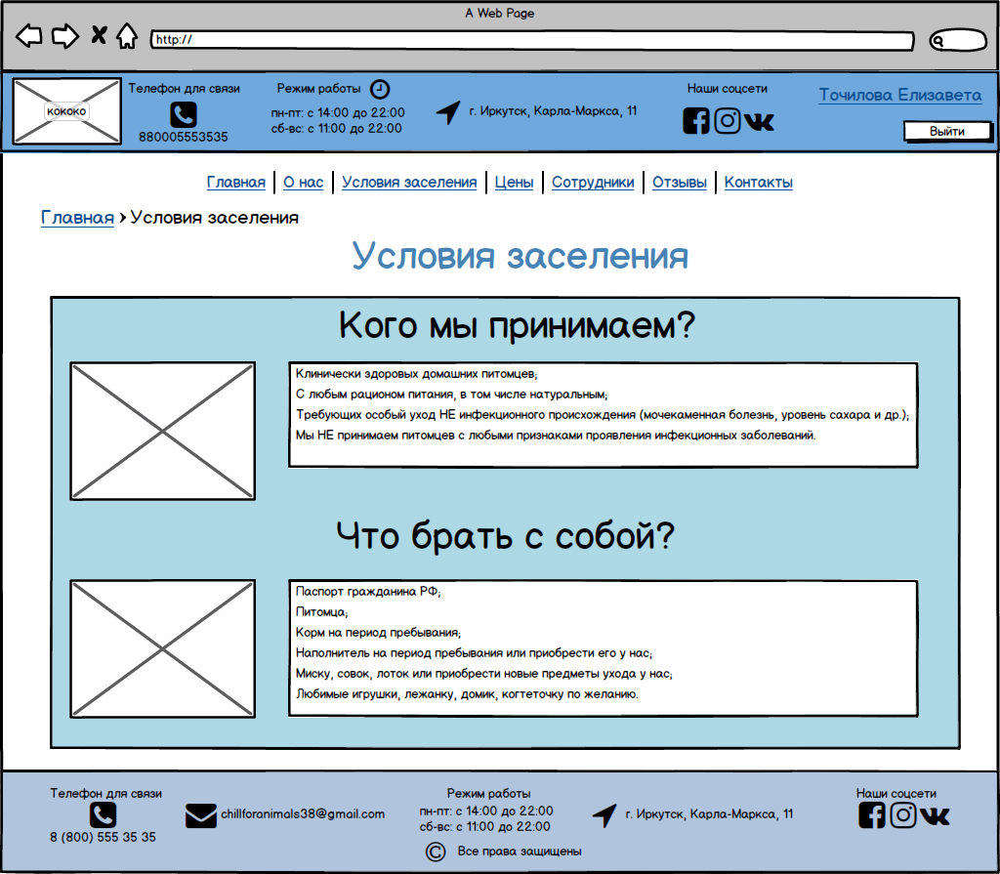 A Web Page
http://
Телефон для связи
кококо
880005553535
Режим работы
пн-пт: с 14:00 до 22:00
сб-вс: с 11:00 до 22:00
г. Иркутск, Карла-Маркса, 11
Наши соцсети
Точилова Елизавета
Выйти
Главная | О нас | Условия заселения | Цены | Сотрудники | Отзывы | Контакты
Главная › Условия заселения
Условия заселения
Кого мы принимаем?
Клинически здоровых домашних питомцев;
С любым рационом питания, в том числе натуральным;
Требующих особый уход НЕ инфекционного происхождения (мочекаменная болезнь, уровень сахара и др.);
Мы НЕ принимаем питомцев с любыми признаками проявления инфекционных заболеваний.
Что брать с собой?
Паспорт гражданина РФ;
Питомца;
Корм на период пребывания;
Наполнитель на период пребывания или приобрести его у нас;
Миску, совок, лоток или приобрести новые предметы ухода у нас;
Любимые игрушки, лежанку, домик, когтеточку по желанию.
Телефон для связи
8 (800) 555 35 35
chillforanimals38@gmail.com
Режим работы
пн-пт: с 14:00 до 22:00
сб-вс: с 11:00 до 22:00
г. Иркутск, Карла-Маркса, 11
Наши соцсети
© Все права защищены